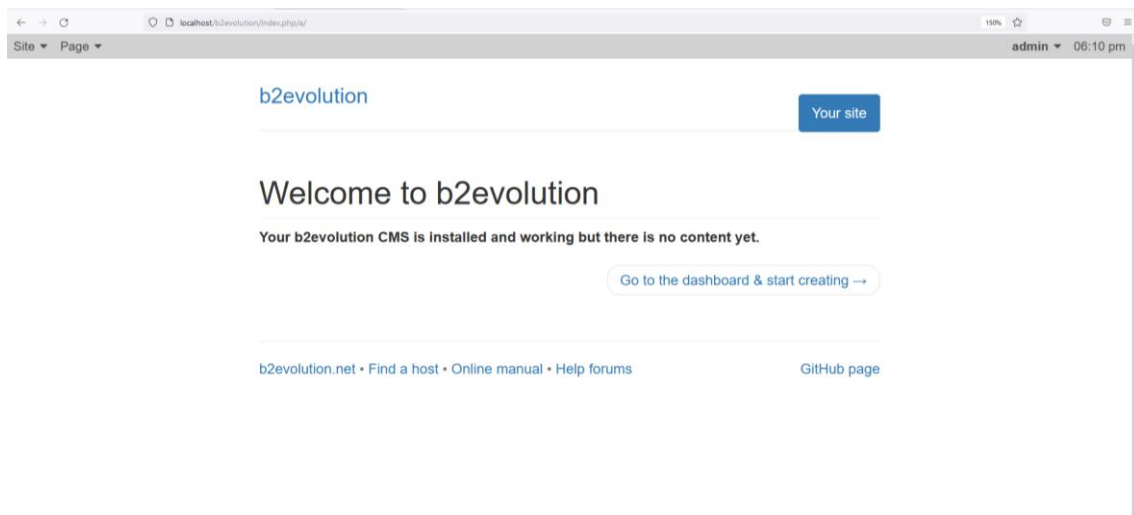 localhost/b2evolution/index.php/a/
150%
Site Page admin 06:10 pm
b2evolution
Your site
Welcome to b2evolution
Your b2evolution CMS is installed and working but there is no content yet.
Go to the dashboard & start creating →
b2evolution.net • Find a host • Online manual • Help forums GitHub page